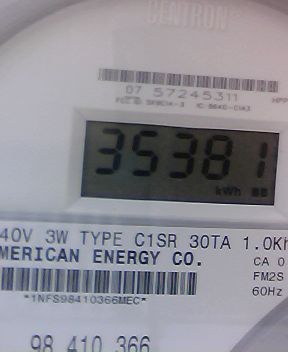 CENTRON®
07 57245311
35381
kWh
40V 3W TYPE C1SR 30TA 1.0Kh
MERICAN ENERGY CO.
CA 0
FM2S
60Hz
*1NFS98410366MEC*
98 410 366